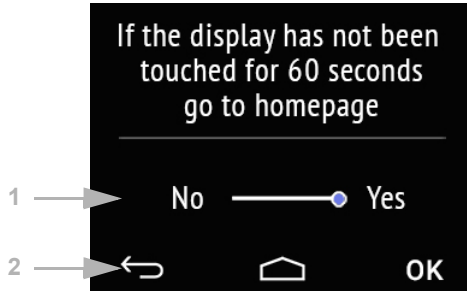 If the display has not been
touched for 60 seconds
go to homepage
1 No Yes
2 OK